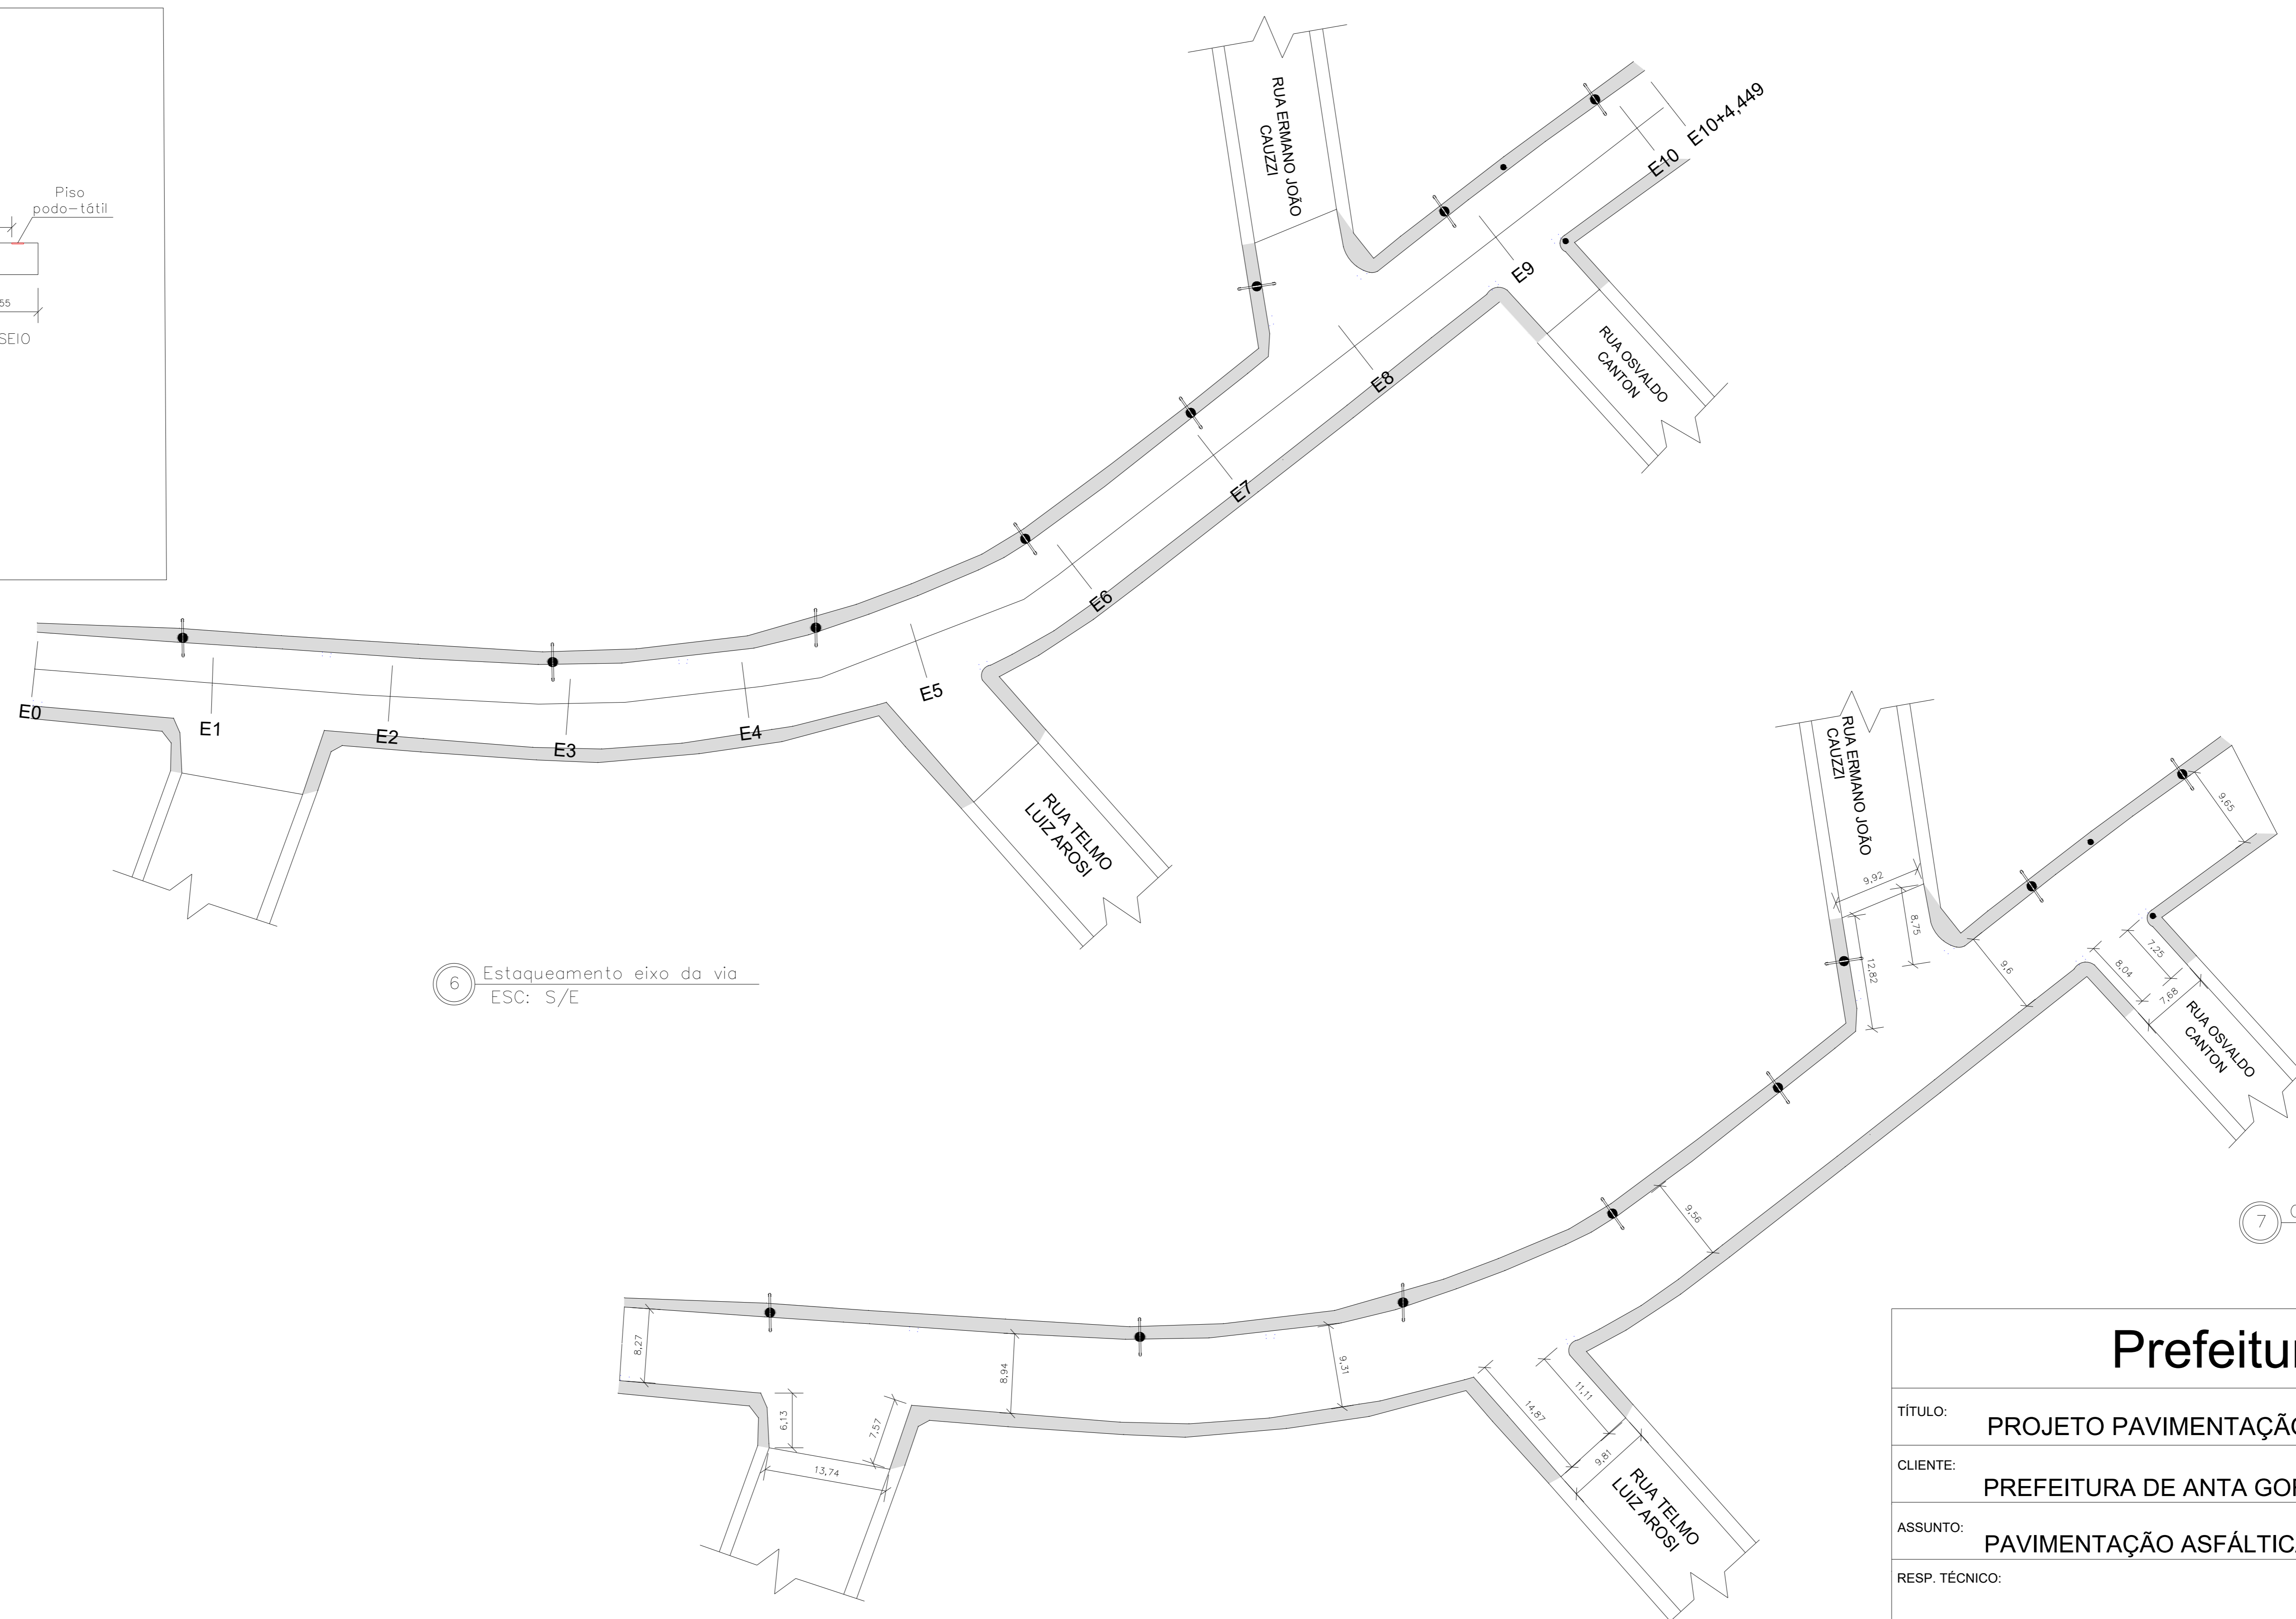 Piso
podo-tátil
55
SEIO
RUA ERMANO JOÃO
CAUZZI
E10+4,449
E10
E9
RUA OSVALDO
CANTON
E8
E7
E6
E5
E0
E1
E2
E3
E4
RUA TELMO
LUIZ AROSI
6
Estaqueamento eixo da via
ESC: S/E
RUA ERMANO JOÃO
CAUZZI
9,65
9,92
8,75
12,82
9,6
7,25
8,04
7,68
RUA OSVALDO
CANTON
9,56
7
8,27
8,94
9,31
6,13
7,57
13,74
11,11
14,87
9,81
RUA TELMO
LUIZ AROSI
Prefeitur
TÍTULO:
PROJETO PAVIMENTAÇÃO
CLIENTE:
PREFEITURA DE ANTA GOR
ASSUNTO:
PAVIMENTAÇÃO ASFÁLTICA
RESP. TÉCNICO: